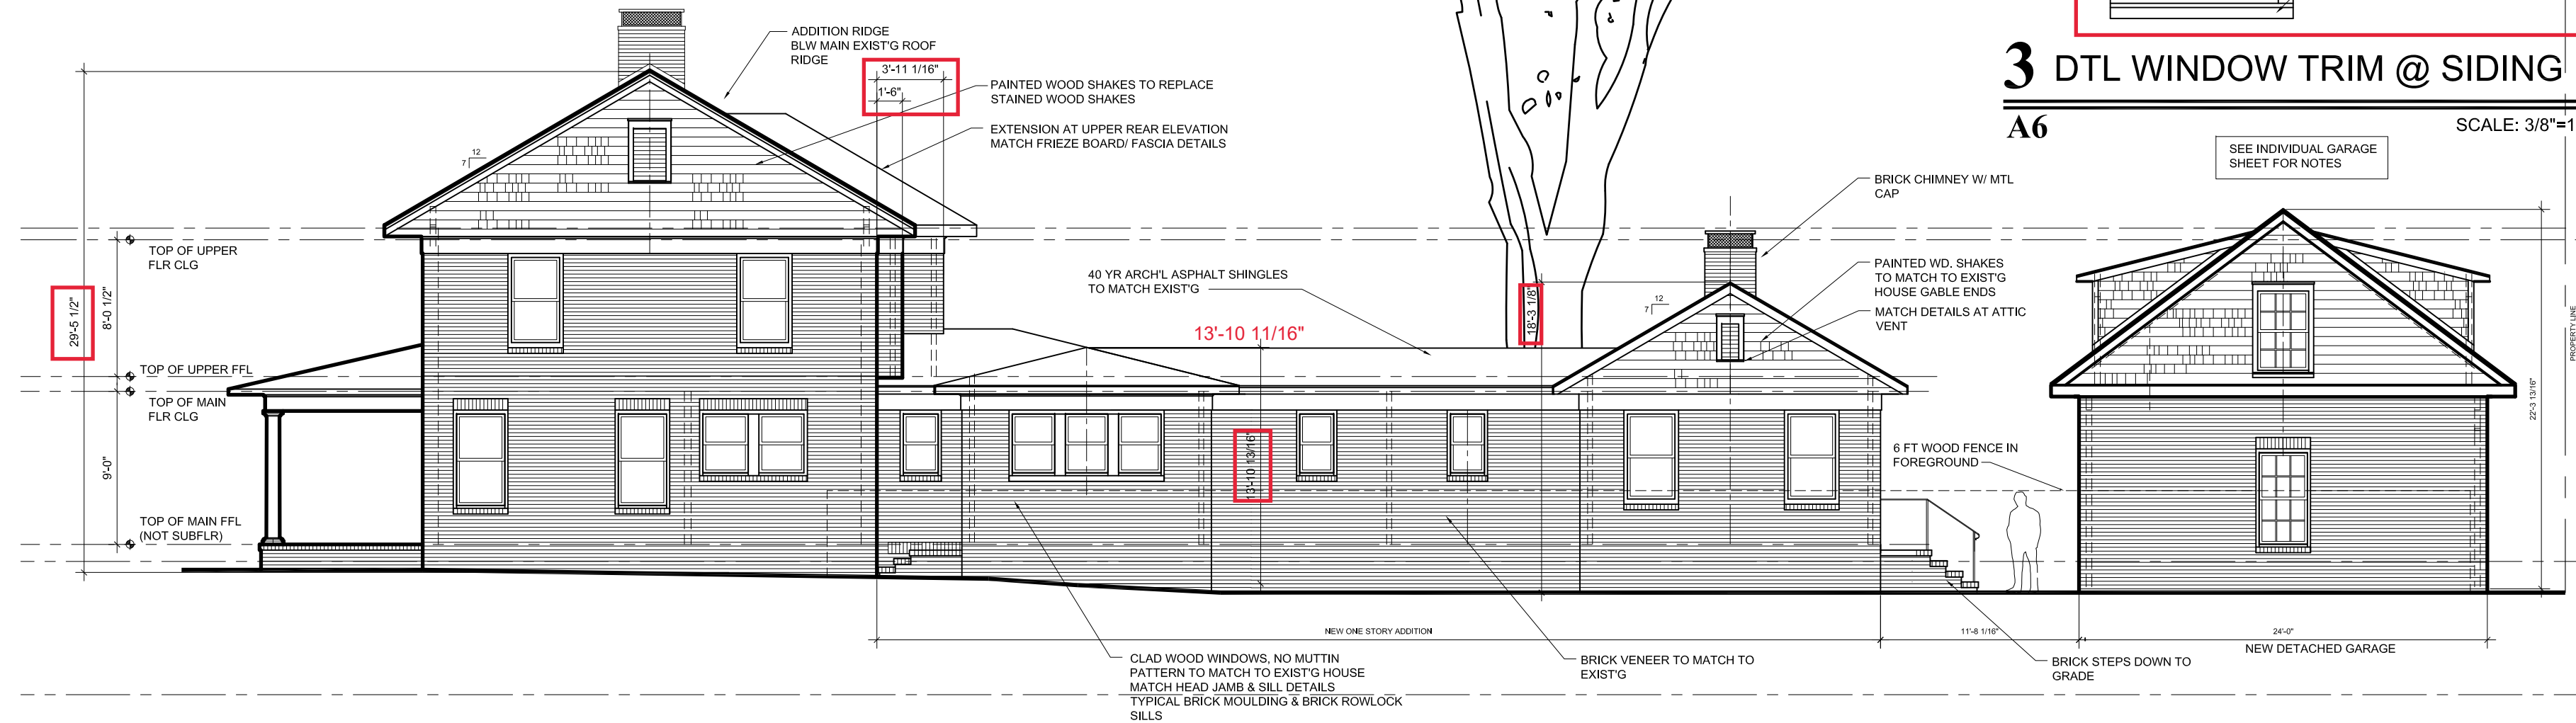 ADDITION RIDGE
BLW MAIN EXIST'G ROOF
RIDGE
3'-11 1/16"
1'-6"
PAINTED WOOD SHAKES TO REPLACE
STAINED WOOD SHAKES
EXTENSION AT UPPER REAR ELEVATION
MATCH FRIEZE BOARD/ FASCIA DETAILS
3 DTL WINDOW TRIM @ SIDING
A6
SCALE: 3/8"=1
SEE INDIVIDUAL GARAGE
SHEET FOR NOTES
12
7
BRICK CHIMNEY W/ MTL
CAP
TOP OF UPPER
FLR CLG
29'-5 1/2"
8'-0 1/2"
40 YR ARCH'L ASPHALT SHINGLES
TO MATCH EXIST'G
13'-10 11/16"
18'-3 1/8"
12
7
PAINTED WD. SHAKES
TO MATCH TO EXIST'G
HOUSE GABLE ENDS
MATCH DETAILS AT ATTIC
VENT
PROPERTY LINE
TOP OF UPPER FFL
TOP OF MAIN
FLR CLG
22'-3 13/16"
9'-0"
13'-10 13/16"
6 FT WOOD FENCE IN
FOREGROUND
TOP OF MAIN FFL
(NOT SUBFLR)
NEW ONE STORY ADDITION
11'-8 1/16"
24'-0"
NEW DETACHED GARAGE
CLAD WOOD WINDOWS, NO MUTTIN
PATTERN TO MATCH TO EXIST'G HOUSE
MATCH HEAD JAMB & SILL DETAILS
TYPICAL BRICK MOULDING & BRICK ROWLOCK
SILLS
BRICK VENEER TO MATCH TO
EXIST'G
BRICK STEPS DOWN TO
GRADE